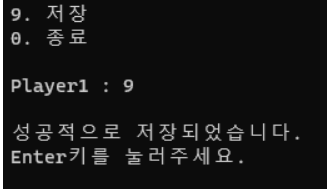 9. 저장
0. 종료
Player1 : 9
성공적으로 저장되었습니다.
Enter키를 눌러주세요.